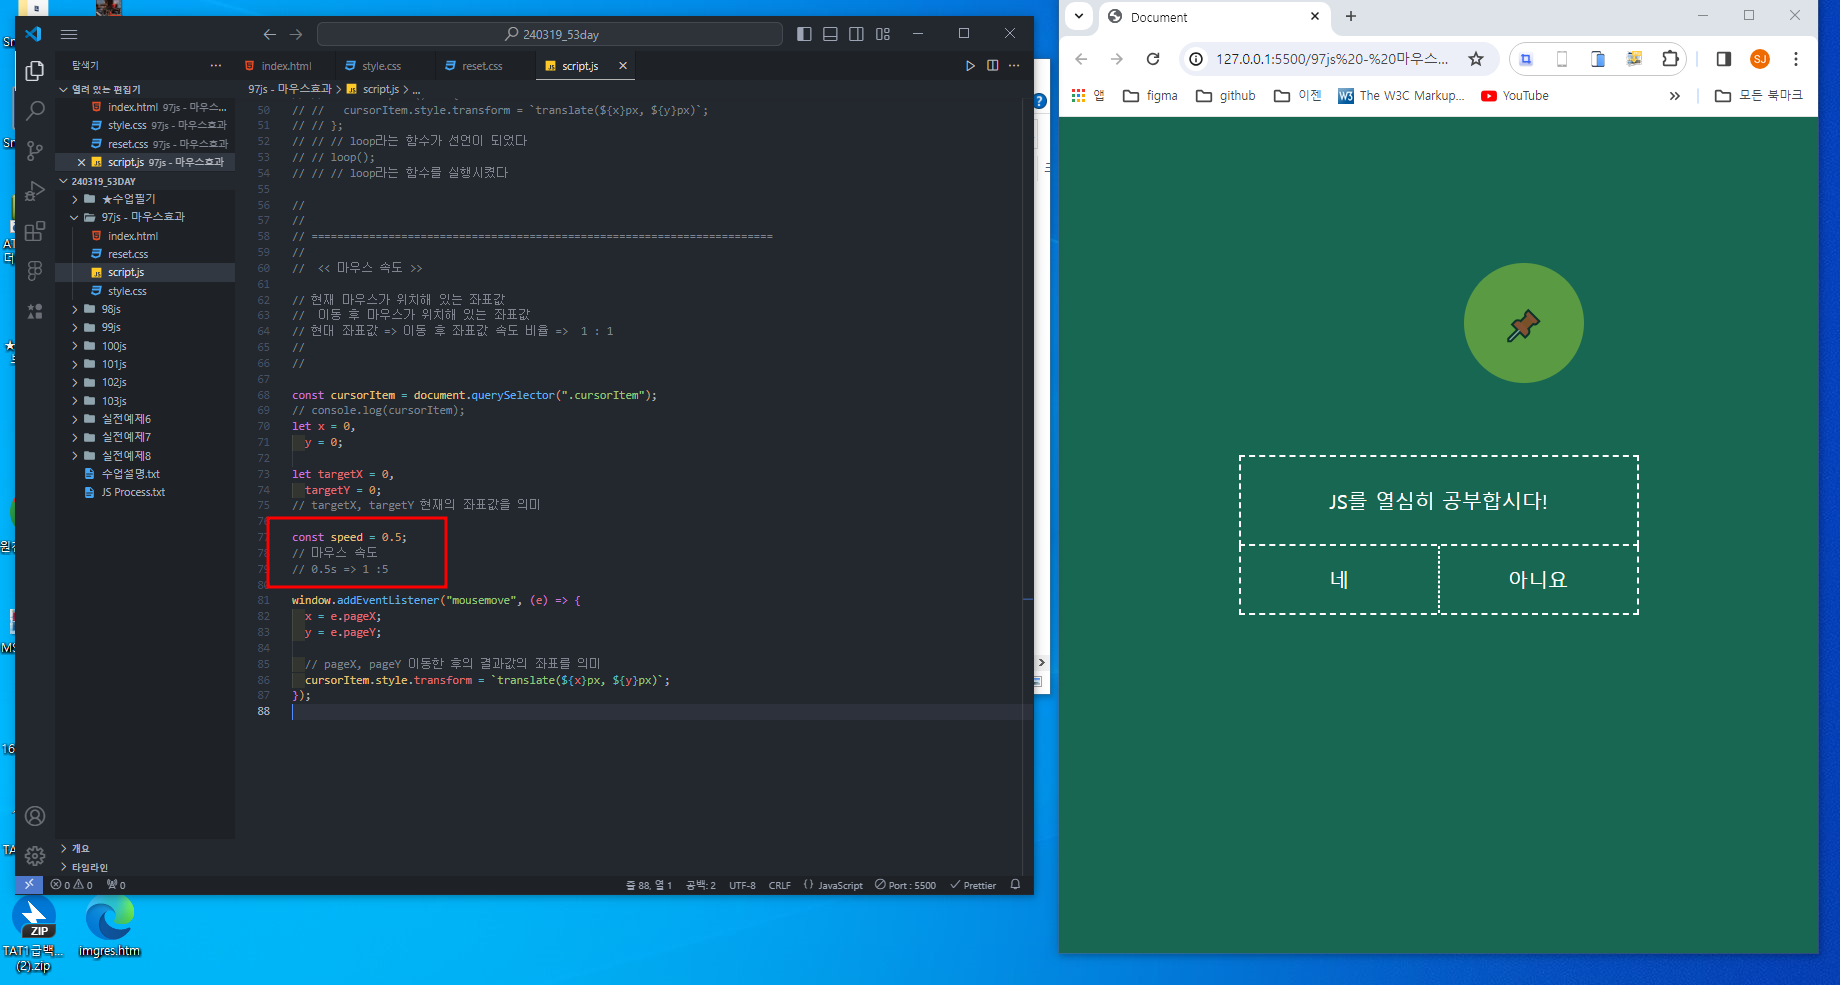 240319_53day
탐색기
index.html
style.css
reset.css
script.js
97js - 마우스효과 > script.js > ...
열려 있는 편집기
index.html 97js - 마우스...
style.css 97js - 마우스효과
reset.css 97js - 마우스효과
script.js 97js - 마우스효과
240319_53DAY
★수업필기
97js - 마우스효과
index.html
reset.css
script.js
style.css
98js
99js
100js
101js
102js
103js
실전예제6
실전예제7
실전예제8
수업설명.txt
JS Process.txt
개요
타임라인
50 // //   cursorItem.style.transform = `translate(${x}px, ${y}px)`;
51 // // };
52 // // // loop라는 함수가 선언이 되었다
53 // // loop();
54 // // // loop라는 함수를 실행시켰다
55
56 //
57 //
58 // ========================================================================
59 //
60 //  << 마우스 속도 >>
61
62 // 현재 마우스가 위치해 있는 좌표값
63 //  이동 후 마우스가 위치해 있는 좌표값
64 // 현대 좌표값 => 이동 후 좌표값 속도 비율 =>  1 : 1
65 //
66 //
67
68 const cursorItem = document.querySelector(".cursorItem");
69 // console.log(cursorItem);
70 let x = 0,
71   y = 0;
72
73 let targetX = 0,
74   targetY = 0;
75 // targetX, targetY 현재의 좌표값을 의미
76
77 const speed = 0.5;
78 // 마우스 속도
79 // 0.5s => 1 :5
80
81 window.addEventListener("mousemove", (e) => {
82   x = e.pageX;
83   y = e.pageY;
84
85   // pageX, pageY 이동한 후의 결과값의 좌표를 의미
86   cursorItem.style.transform = `translate(${x}px, ${y}px)`;
87 });
88
0 0 0
줄 88, 열 1 공백: 2 UTF-8 CRLF {} JavaScript Port : 5500 Prettier
TAT1급백...
(2).zip
ZIP
imgres.htm
Document
127.0.0.1:5500/97js%20-%20마우스...
SJ
앱 figma github 이젠 The W3C Markup... YouTube 모든 북마크
JS를 열심히 공부합시다!
네 아니요